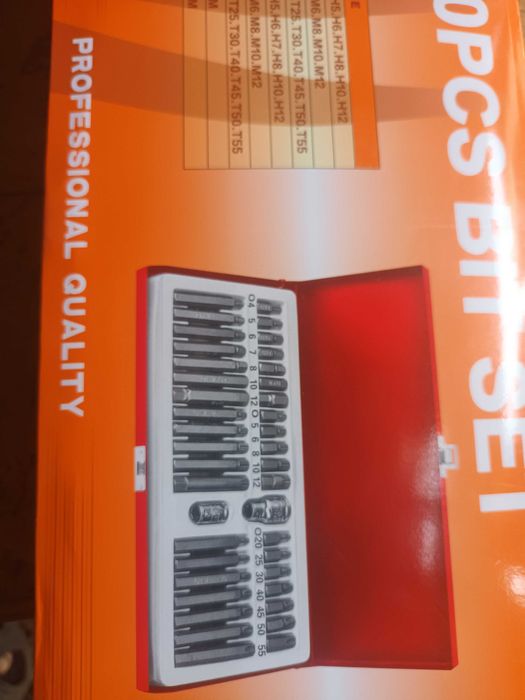 0PCS BIT SET
E
H5.H6.H7.H8.H10.H12
M6.M8.M10.M12
T25.T30.T40.T45.T50.T55
H5.H6.H7.H8.H10.H12
M6.M8.M10.M12
T25.T30.T40.T45.T50.T55
M
M
4 5 6 7 8 10 12 5 6 8 10 12 20 25 30 40 45 50 55
PROFESSIONAL QUALITY